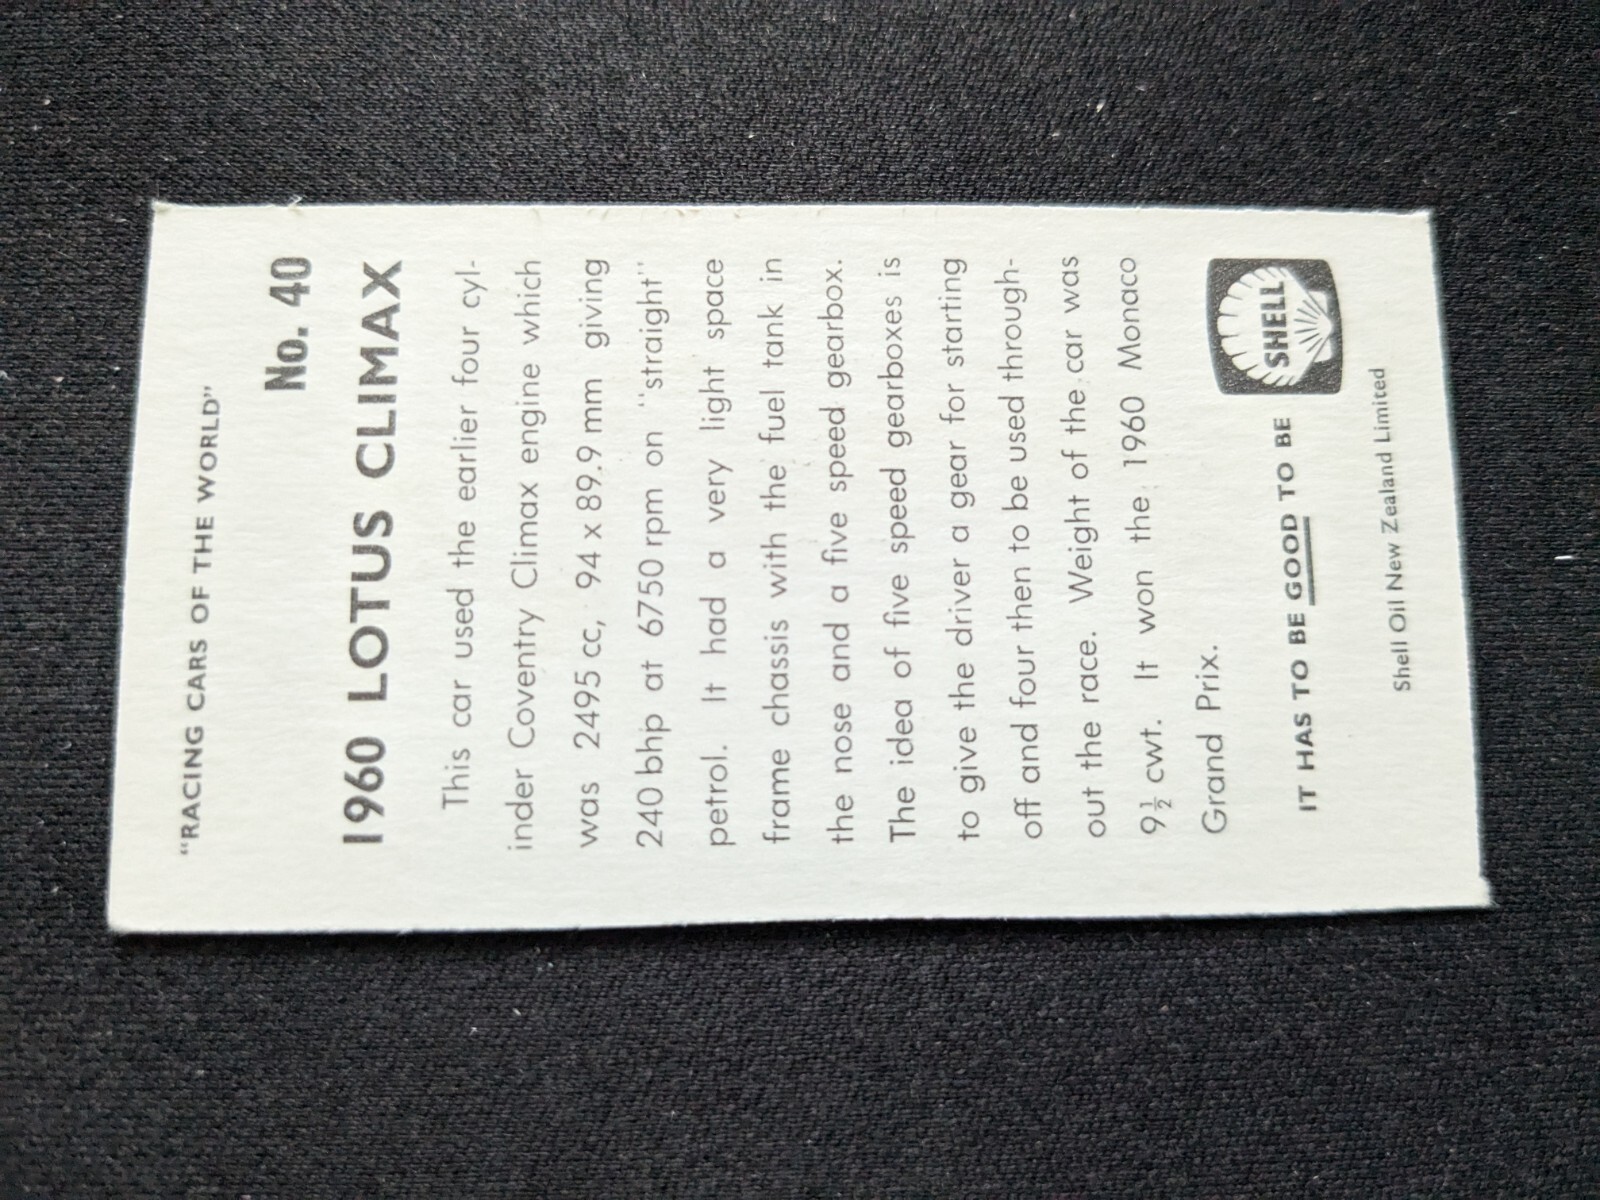 "RACING CARS OF THE WORLD"
No. 40
1960 LOTUS CLIMAX
This car used the earlier four cyl-
inder Coventry Climax engine which
was 2495 cc, 94 x 89.9 mm giving
240 bhp at 6750 rpm on "straight"
petrol. It had a very light space
frame chassis with the fuel tank in
the nose and a five speed gearbox.
The idea of five speed gearboxes is
to give the driver a gear for starting
off and four then to be used through-
out the race. Weight of the car was
9½ cwt. It won the 1960 Monaco
Grand Prix.
IT HAS TO BE GOOD TO BE
SHELL
Shell Oil New Zealand Limited